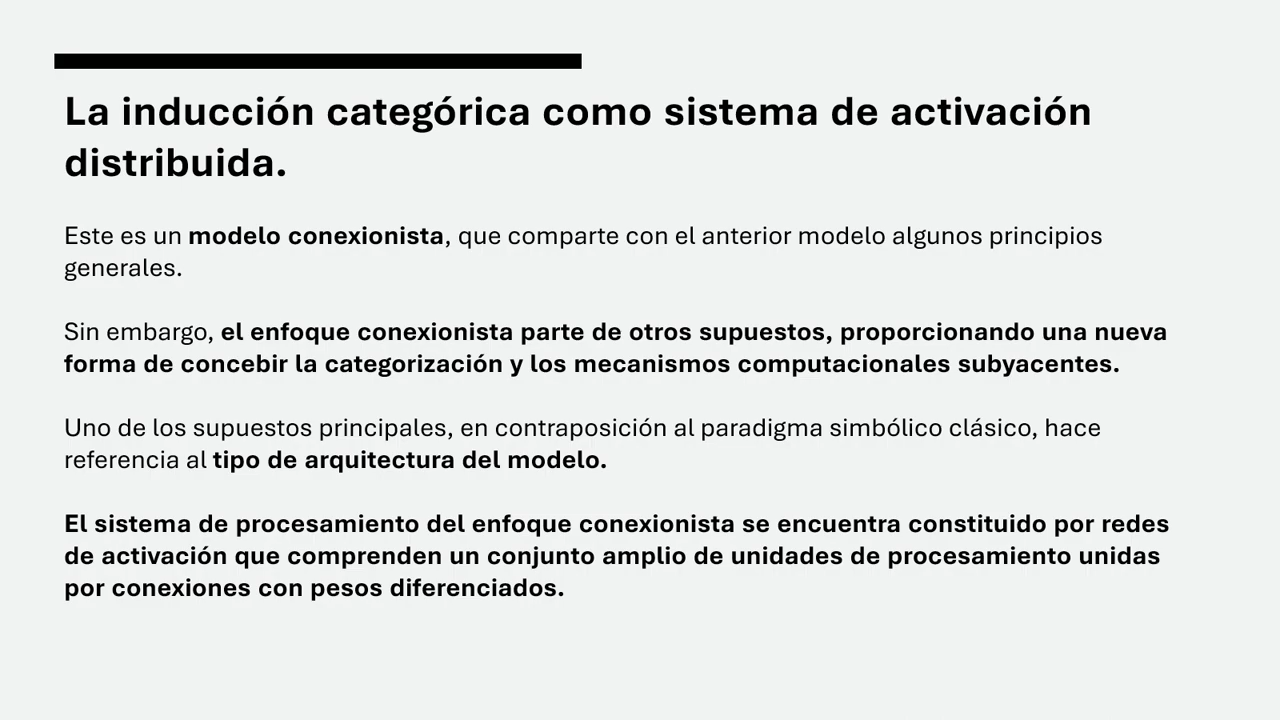 La inducción categórica como sistema de activación
distribuida.
Este es un modelo conexionista, que comparte con el anterior modelo algunos principios
generales.
Sin embargo, el enfoque conexionista parte de otros supuestos, proporcionando una nueva
forma de concebir la categorización y los mecanismos computacionales subyacentes.
Uno de los supuestos principales, en contraposición al paradigma simbólico clásico, hace
referencia al tipo de arquitectura del modelo.
El sistema de procesamiento del enfoque conexionista se encuentra constituido por redes
de activación que comprenden un conjunto amplio de unidades de procesamiento unidas
por conexiones con pesos diferenciados.